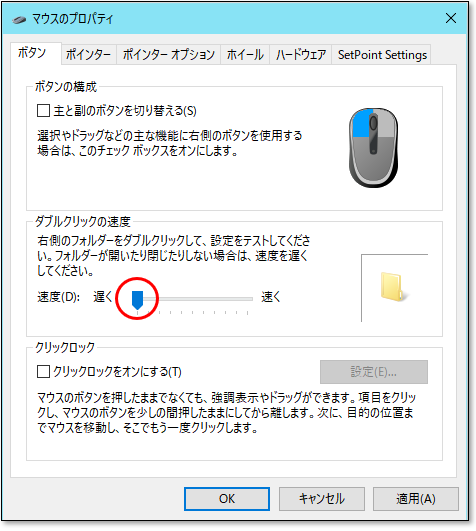 マウスのプロパティ
ボタン ポインター ポインター オプション ホイール ハードウェア SetPoint Settings
ボタンの構成
主と副のボタンを切り替える(S)
選択やドラッグなどの主な機能に右側のボタンを使用する
場合は、このチェック ボックスをオンにします。
ダブルクリックの速度
右側のフォルダーをダブルクリックして、設定をテストしてくださ
い。フォルダーが開いたり閉じたりしない場合は、速度を遅く
してください。
速度(D): 遅く 速く
クリックロック
クリックロックをオンにする(T) 設定(E)...
マウスのボタンを押したままでなくても、強調表示やドラッグができます。項目をクリッ
クし、マウスのボタンを少しの間押したままにしてから離します。次に、目的の位置ま
でマウスを移動し、そこでもう一度クリックします。
OK キャンセル 適用(A)